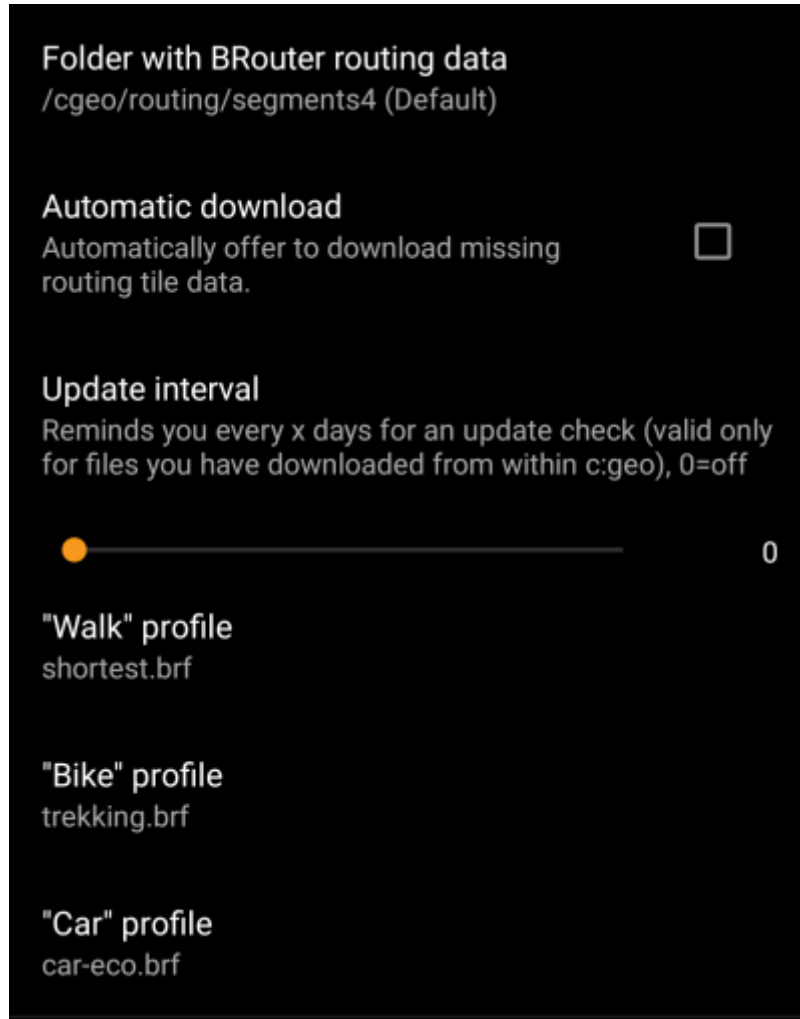 Folder with BRouter routing data
/cgeo/routing/segments4 (Default)
Automatic download
Automatically offer to download missing
routing tile data.
Update interval
Reminds you every x days for an update check (valid only
for files you have downloaded from within c:geo), 0=off
0
"Walk" profile
shortest.brf
"Bike" profile
trekking.brf
"Car" profile
car-eco.brf